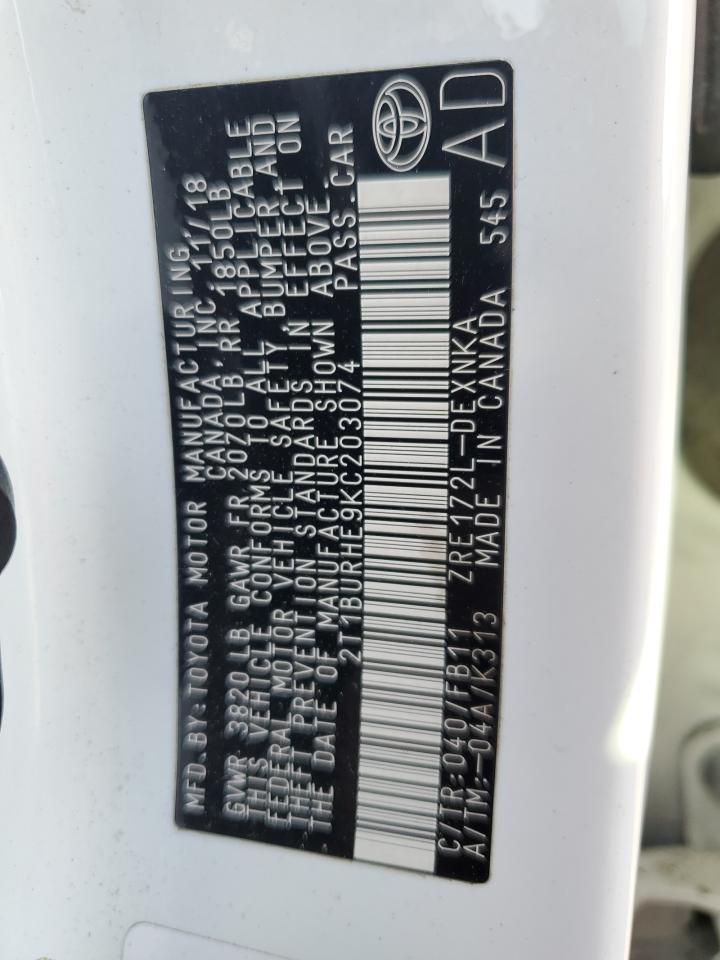 MFD.BY:TOYOTA MOTOR MANUFACTURING,
CANADA, INC. 11/18
GVWR 3820LB GAWR FR 2070LB,RR 1850LB
THIS VEHICLE CONFORMS TO ALL APPLICABLE
FEDERAL MOTOR VEHICLE SAFETY, BUMPER,AND
THEFT PREVENTION STANDARDS IN EFFECT ON
THE DATE OF MANUFACTURE SHOWN ABOVE.
2T1BURHE9KC203074 PASS.CAR
C/TR:040/FB11 ZRE172L-DEXNKA
A/TM:-04A/K313 MADE IN CANADA 545
AD